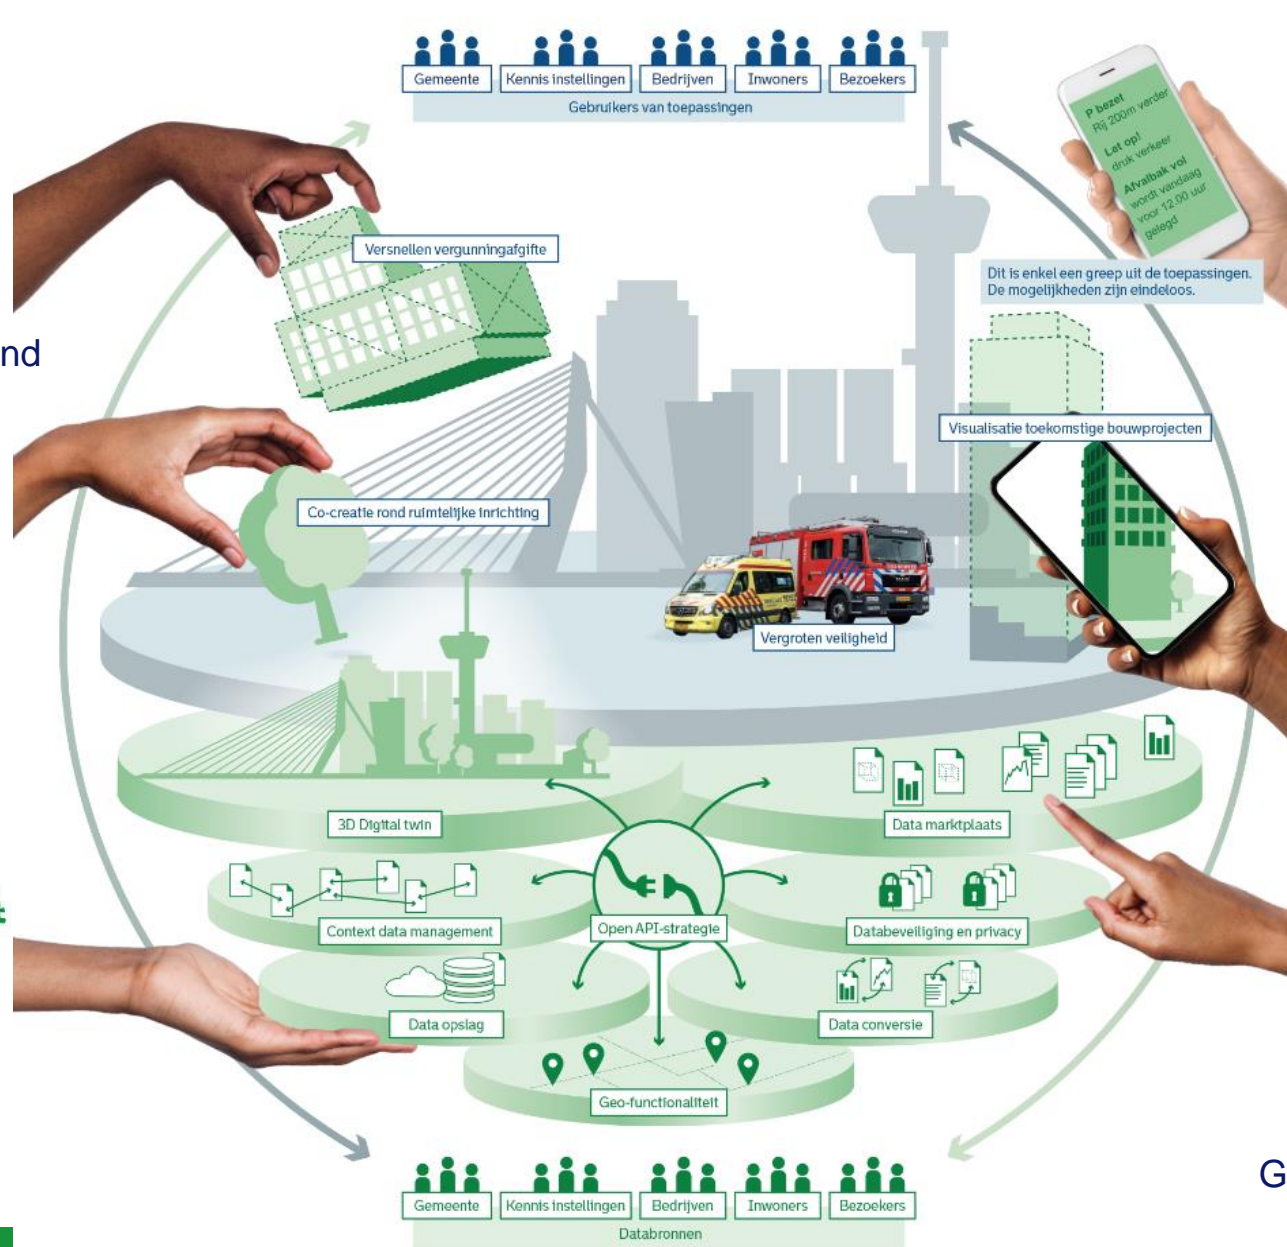 Gemeente
Kennis instellingen
Bedrijven
Inwoners
Bezoekers
Gebruikers van toepassingen
P bezet
Rij 200m verder
Let op!
druk verkeer
Afvalbak vol
wordt vandaag
voor 12.00 uur
gelegd
Versnellen vergunningafgifte
Dit is enkel een greep uit de toepassingen.
De mogelijkheden zijn eindeloos.
nd
Visualisatie toekomstige bouwprojecten
Co-creatie rond ruimtelijke inrichting
Vergroten veiligheid
3D Digital twin
Data marktplaats
Context data management
Open API-strategie
Databeveiliging en privacy
Data opslag
Data conversie
Geo-functionaliteit
G
Gemeente
Kennis instellingen
Bedrijven
Inwoners
Bezoekers
Databronnen